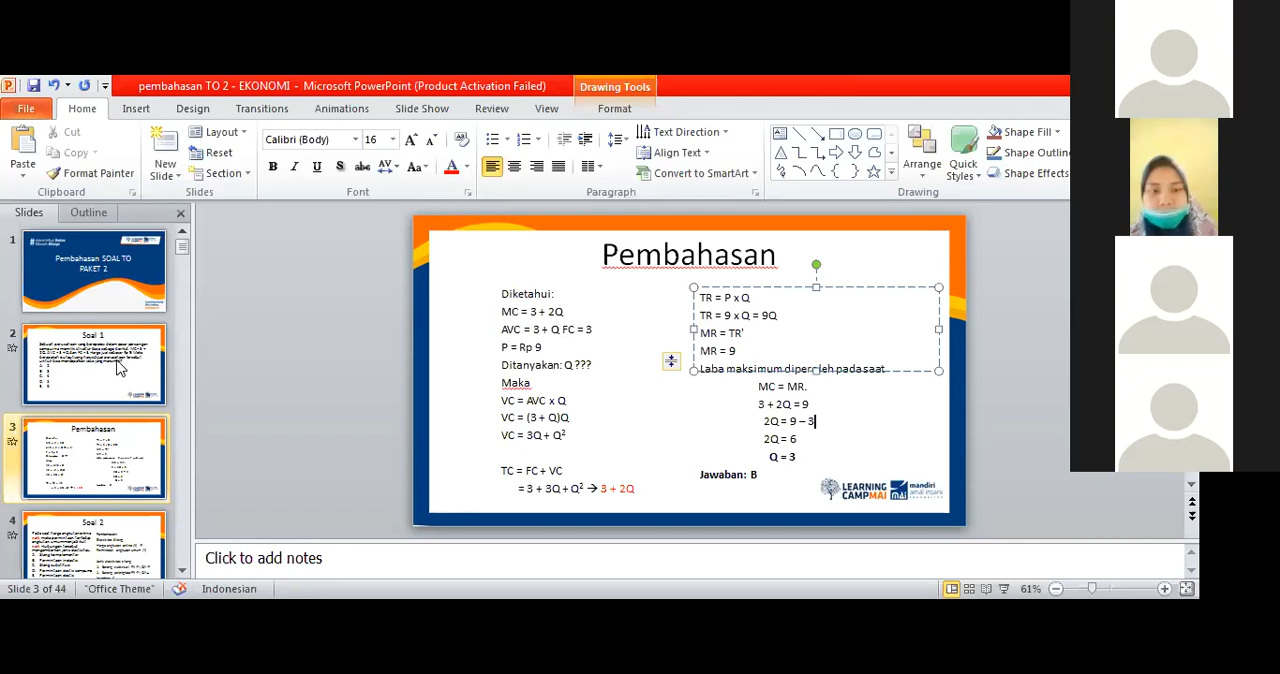 pembahasan TO 2 - EKONOMI - Microsoft PowerPoint (Product Activation Failed)
Drawing Tools
File Home Insert Design Transitions Animations Slide Show Review View Format
Paste
Cut
Copy
Format Painter
Clipboard
New Slide
Layout
Reset
Section
Slides
Calibri (Body) 16
Font
Paragraph
Text Direction
Align Text
Convert to SmartArt
Arrange
Quick Styles
Shape Fill
Shape Outline
Shape Effects
Drawing
Slides Outline
1
Pembahasan SOAL TO
PAKET 2
2
Soal 1
3
Pembahasan
4
Soal 2
Pembahasan
Diketahui:
MC = 3 + 2Q
AVC = 3 + Q FC = 3
P = Rp 9
Ditanyakan: Q ???
Maka
VC = AVC x Q
VC = (3 + Q)Q
VC = 3Q + Q²
TC = FC + VC
= 3 + 3Q + Q² → 3 + 2Q
TR = P x Q
TR = 9 x Q = 9Q
MR = TR'
MR = 9
Laba maksimum diperoleh pada saat
MC = MR.
3 + 2Q = 9
2Q = 9 – 3
2Q = 6
Q = 3
Jawaban: B
LEARNING CAMPMAI
mandiri amal insani
Click to add notes
Slide 3 of 44 "Office Theme" Indonesian 61%